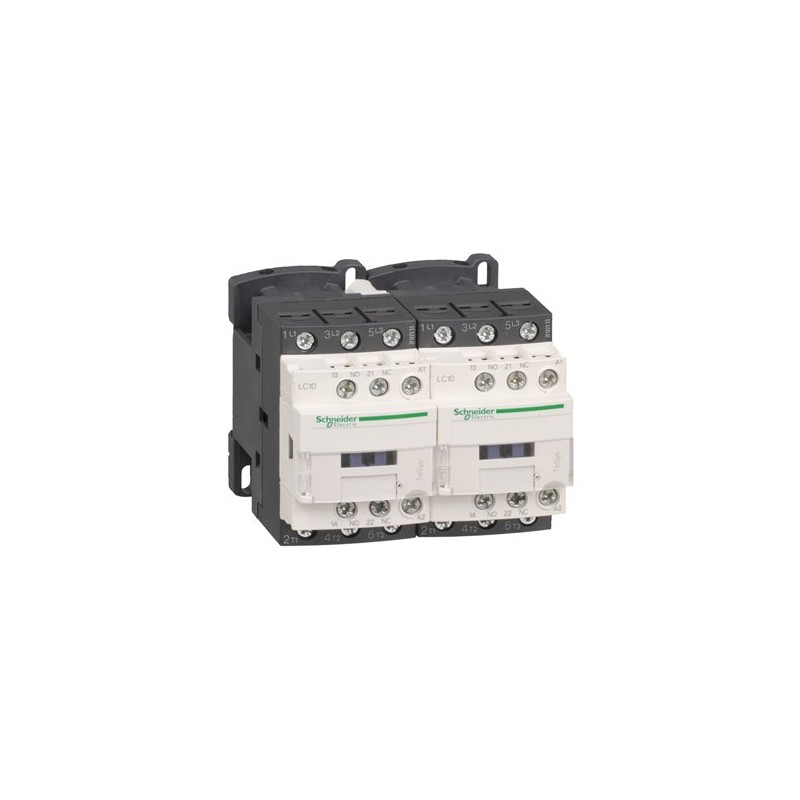 1 L1 3 L2 5 L3 1 L1 3 L2 5 L3
13 NO 21 NC A1 13 NO 21 NC A1
LC1D LC1D
Schneider Schneider
Electric Electric
TeSys TeSys
14 NO 22 NC A2 14 NO 22 NC A2
2 T1 4 T2 6 T3 2 T1 4 T2 6 T3